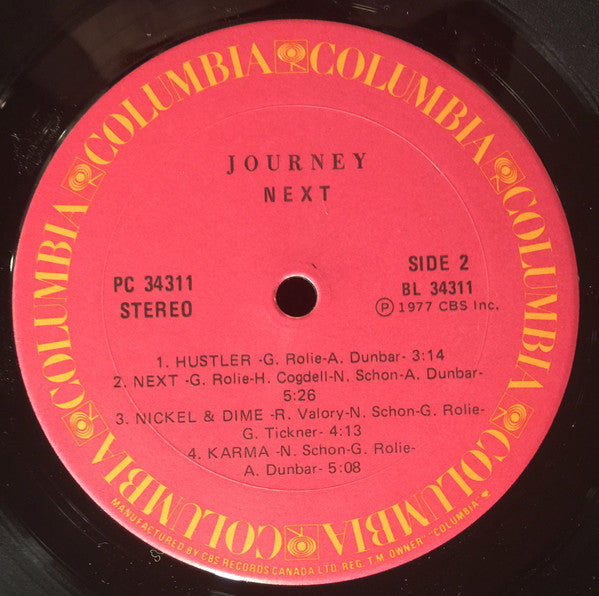 COLUMBIA COLUMBIA COLUMBIA COLUMBIA COLUMBIA COLUMBIA
JOURNEY
NEXT
PC 34311
STEREO
SIDE 2
BL 34311
Ⓟ 1977 CBS Inc.
1. HUSTLER -G. Rolie-A. Dunbar- 3:14
2. NEXT -G. Rolie-H. Cogdell-N. Schon-A. Dunbar-
5:26
3. NICKEL & DIME -R. Valory-N. Schon-G. Rolie-
G. Tickner- 4:13
4. KARMA -N. Schon-G. Rolie-
A. Dunbar- 5:08
MANUFACTURED BY CBS RECORDS CANADA LTD. REG. T.M. OWNER "COLUMBIA"